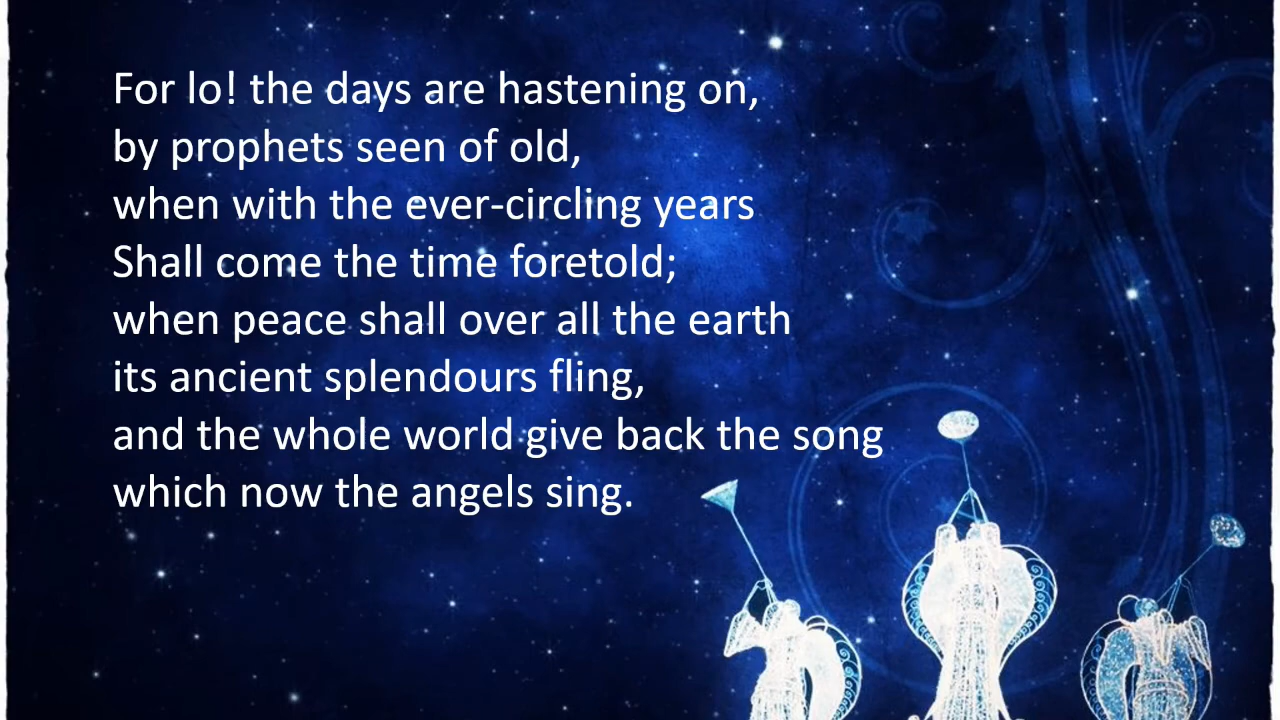 For lo! the days are hastening on,
by prophets seen of old,
when with the ever-circling years
Shall come the time foretold;
when peace shall over all the earth
its ancient splendours fling,
and the whole world give back the song
which now the angels sing.